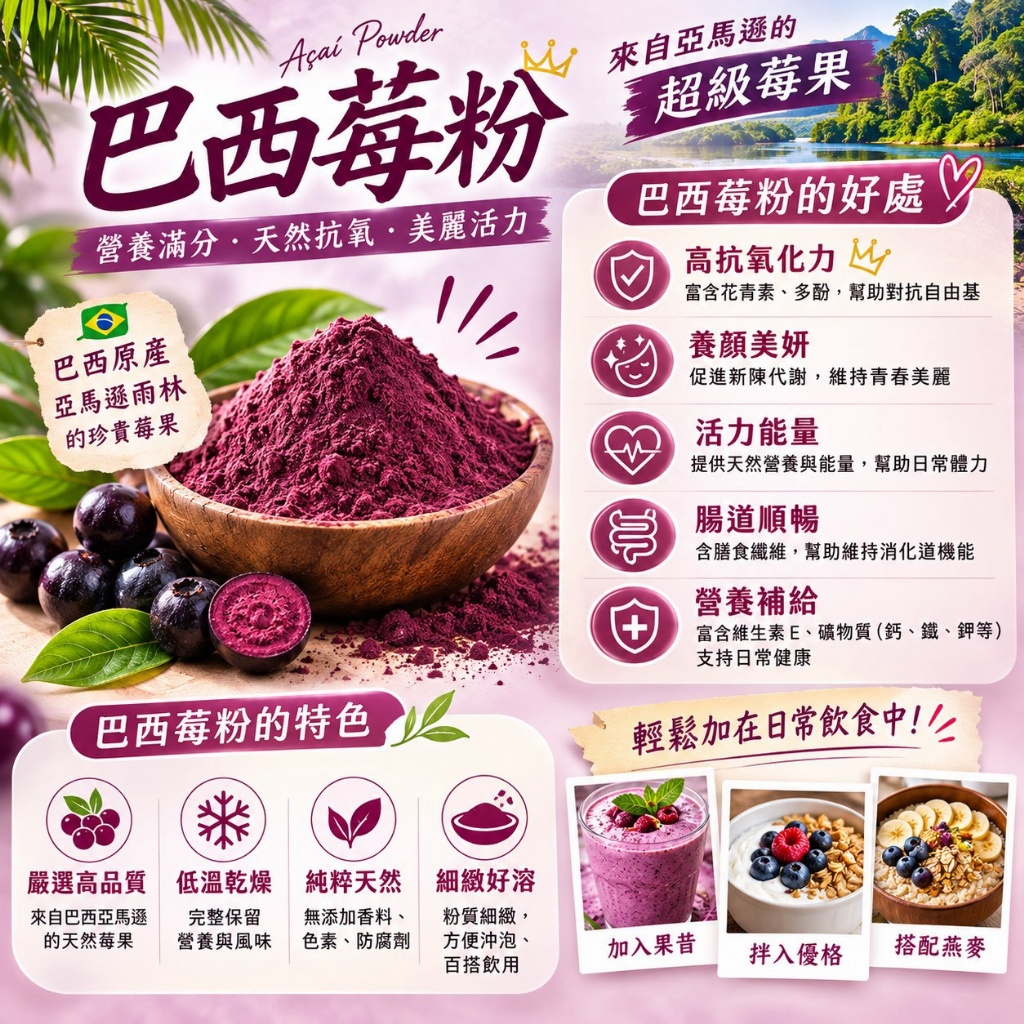 Açaí Powder
巴西莓粉
營養滿分・天然抗氧・美麗活力
來自亞馬遜的
超級莓果
巴西原產
亞馬遜雨林
的珍貴莓果
巴西莓粉的好處
高抗氧化力
富含花青素、多酚，幫助對抗自由基
養顏美妍
促進新陳代謝，維持青春美麗
活力能量
提供天然營養與能量，幫助日常體力
腸道順暢
含膳食纖維，幫助維持消化道機能
營養補給
富含維生素E、礦物質(鈣、鐵、鉀等)
支持日常健康
巴西莓粉的特色
嚴選高品質
來自巴西亞馬遜
的天然莓果
低溫乾燥
完整保留
營養與風味
純粹天然
無添加香料、
色素、防腐劑
細緻好溶
粉質細緻，
方便沖泡、
百搭飲用
輕鬆加在日常飲食中!
加入果昔
拌入優格
搭配燕麥